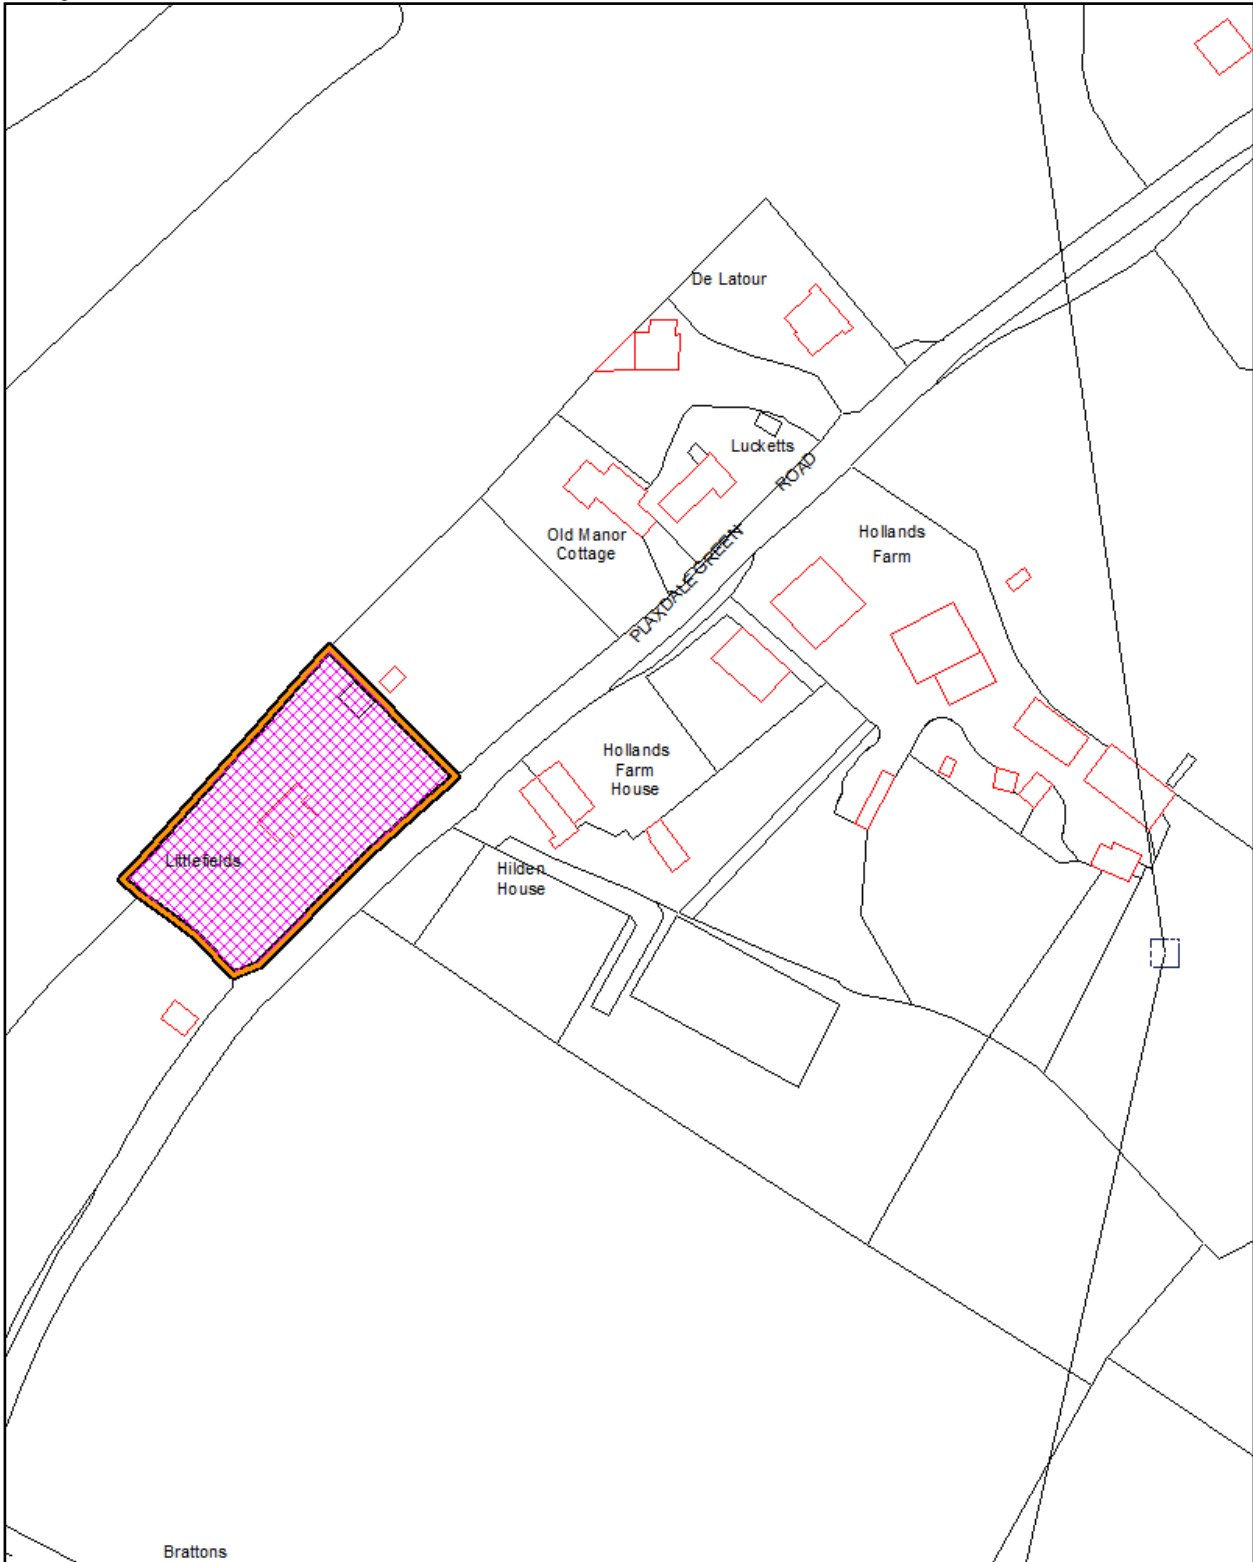 De Latour
Lucketts
ROAD
Old Manor
Cottage
Hollands
Farm
PLAXDALE GREEN
Hollands
Farm
House
Littlefields
Hilden
House
Brattons